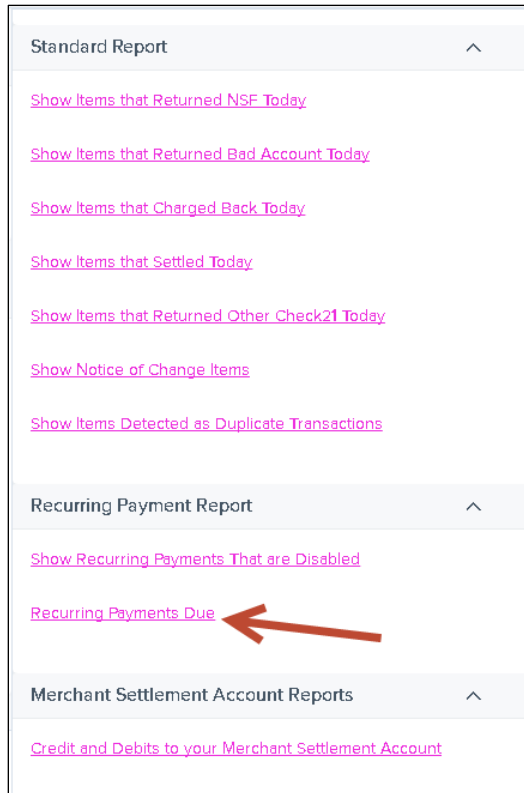 Standard Report
Show Items that Returned NSF Today
Show Items that Returned Bad Account Today
Show Items that Charged Back Today
Show Items that Settled Today
Show Items that Returned Other Check21 Today
Show Notice of Change Items
Show Items Detected as Duplicate Transactions
Recurring Payment Report
Show Recurring Payments That are Disabled
Recurring Payments Due
Merchant Settlement Account Reports
Credit and Debits to your Merchant Settlement Account